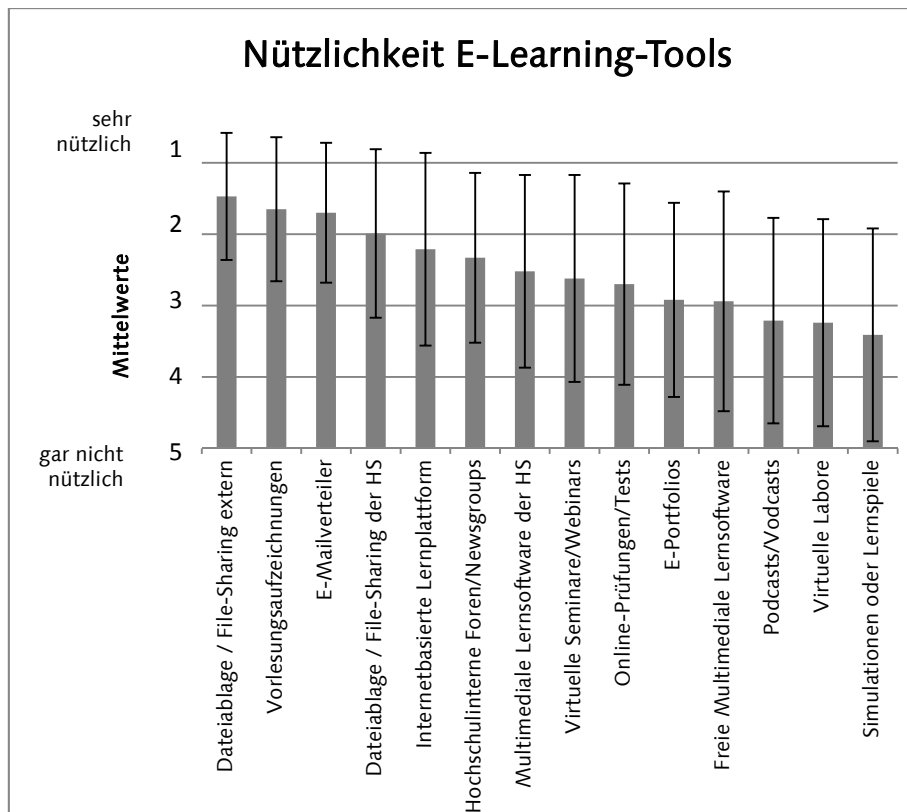 Nützlichkeit E-Learning-Tools
sehr
nützlich
1
2
3
4
5
Mittelwerte
gar nicht
nützlich
Dateiablage / File-Sharing extern
Vorlesungsaufzeichnungen
E-Mailverteiler
Dateiablage / File-Sharing der HS
Internetbasierte Lernplattform
Hochschulinterne Foren/Newsgroups
Multimediale Lernsoftware der HS
Virtuelle Seminare/Webinars
Online-Prüfungen/Tests
E-Portfolios
Freie Multimediale Lernsoftware
Podcasts/Vodcasts
Virtuelle Labore
Simulationen oder Lernspiele